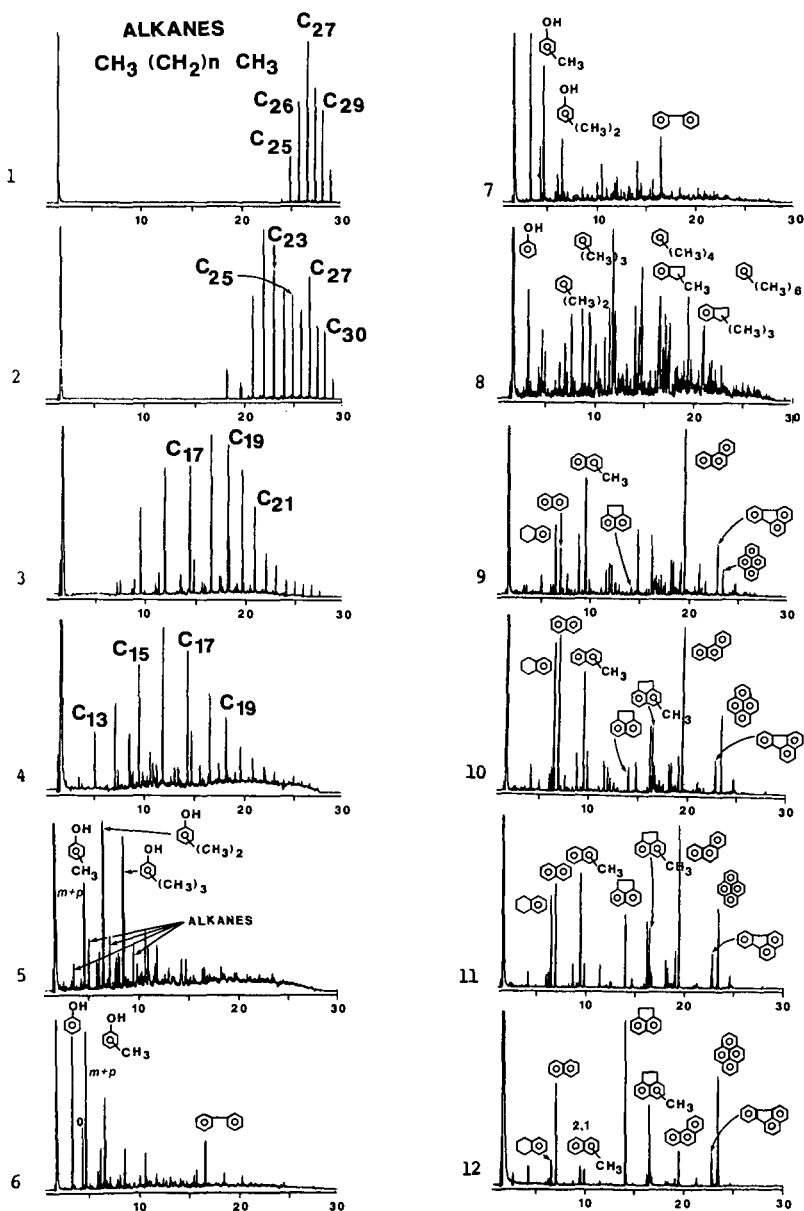 ALKANES
CH3 (CH2)n CH3
C25
C26
C27
C29
1
10
20
30
C23
C25
C27
C30
2
10
20
30
C17
C19
C21
3
10
20
30
C13
C15
C17
C19
4
10
20
30
OH
CH3
m+p
OH
(CH3)2
OH
(CH3)3
ALKANES
5
10
20
30
OH
OH
CH3
m+p
o
6
10
20
30
OH
CH3
OH
(CH3)2
7
10
20
30
OH
(CH3)2
(CH3)3
(CH3)4
CH3
(CH3)3
(CH3)6
8
10
20
30
CH3
9
10
20
30
CH3
CH3
10
10
20
30
CH3
CH3
11
10
20
30
2,1
CH3
CH3
12
10
20
30